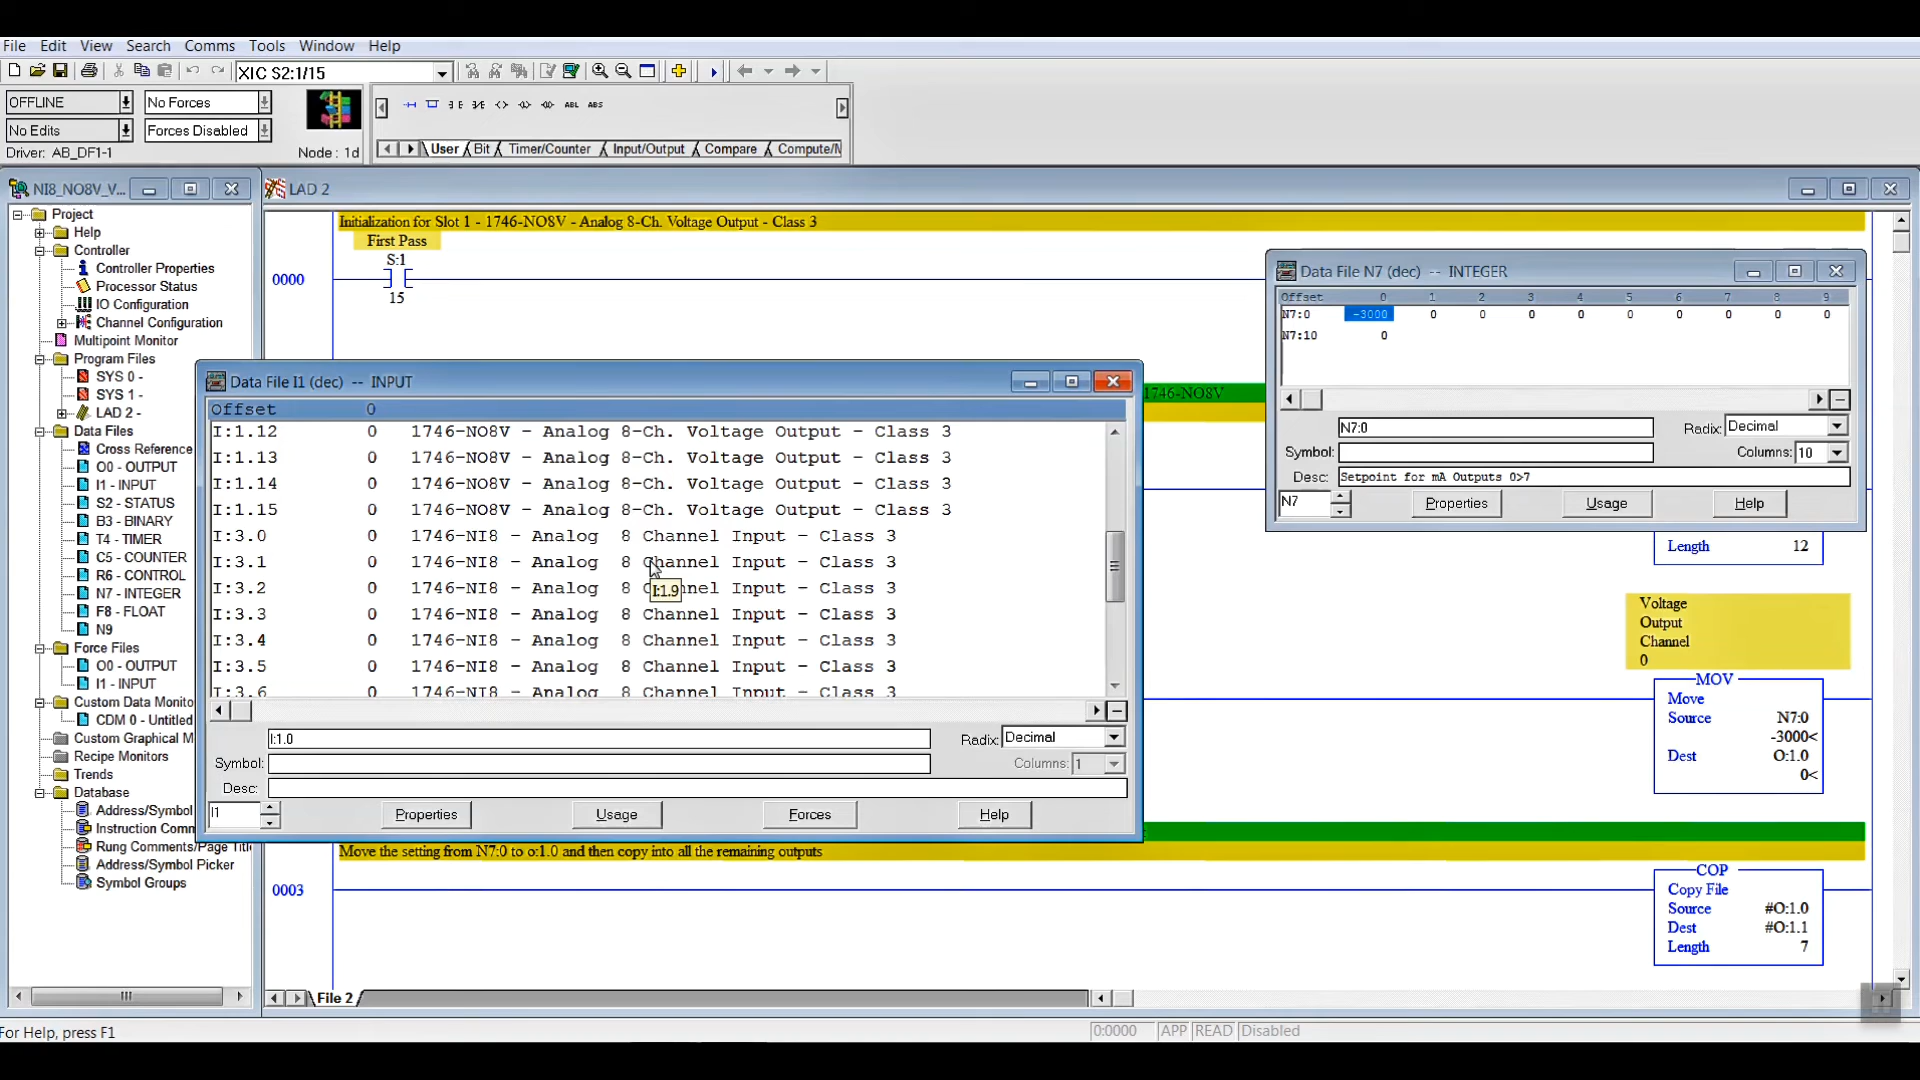 File Edit View Search Comms Tools Window Help
XIC S2:1/15
OFFLINE No Forces
No Edits Forces Disabled
Driver: AB_DF1-1 Node : 1d
User Bit Timer/Counter Input/Output Compare Compute/M
NI8_NO8V_V...
Project
Help
Controller
Controller Properties
Processor Status
IO Configuration
Channel Configuration
Multipoint Monitor
Program Files
SYS 0 -
SYS 1 -
LAD 2 -
Data Files
Cross Reference
O0 - OUTPUT
I1 - INPUT
S2 - STATUS
B3 - BINARY
T4 - TIMER
C5 - COUNTER
R6 - CONTROL
N7 - INTEGER
F8 - FLOAT
N9
Force Files
O0 - OUTPUT
I1 - INPUT
Custom Data Monito
CDM 0 - Untitled
Custom Graphical M
Recipe Monitors
Trends
Database
Address/Symbol
Instruction Comm
Rung Comments/Page Title
Address/Symbol Picker
Symbol Groups
LAD 2
Initialization for Slot 1 - 1746-NO8V - Analog 8-Ch. Voltage Output - Class 3
First Pass
S:1
0000
15
1746-NO8V
Length 12
Voltage
Output
Channel
0
MOV
Move
Source N7:0
-3000<
Dest O:1.0
0<
Move the setting from N7:0 to o:1.0 and then copy into all the remaining outputs
0003
COP
Copy File
Source #O:1.0
Dest #O:1.1
Length 7
File 2
Data File I1 (dec) -- INPUT
Offset 0
I:1.12 0 1746-NO8V - Analog 8-Ch. Voltage Output - Class 3
I:1.13 0 1746-NO8V - Analog 8-Ch. Voltage Output - Class 3
I:1.14 0 1746-NO8V - Analog 8-Ch. Voltage Output - Class 3
I:1.15 0 1746-NO8V - Analog 8-Ch. Voltage Output - Class 3
I:3.0 0 1746-NI8 - Analog 8 Channel Input - Class 3
I:3.1 0 1746-NI8 - Analog 8 Channel Input - Class 3
I:1.9
I:3.2 0 1746-NI8 - Analog 8 Channel Input - Class 3
I:3.3 0 1746-NI8 - Analog 8 Channel Input - Class 3
I:3.4 0 1746-NI8 - Analog 8 Channel Input - Class 3
I:3.5 0 1746-NI8 - Analog 8 Channel Input - Class 3
I:3.6 0 1746-NI8 - Analog 8 Channel Input - Class 3
I:1.0 Radix: Decimal
Symbol: Columns: 1
Desc:
I1 Properties Usage Forces Help
Data File N7 (dec) -- INTEGER
Offset 0 1 2 3 4 5 6 7 8 9
N7:0 -3000 0 0 0 0 0 0 0 0 0
N7:10 0
N7:0 Radix: Decimal
Symbol: Columns: 10
Desc: Setpoint for mA Outputs 0>7
N7 Properties Usage Help
For Help, press F1 0:0000 APP READ Disabled